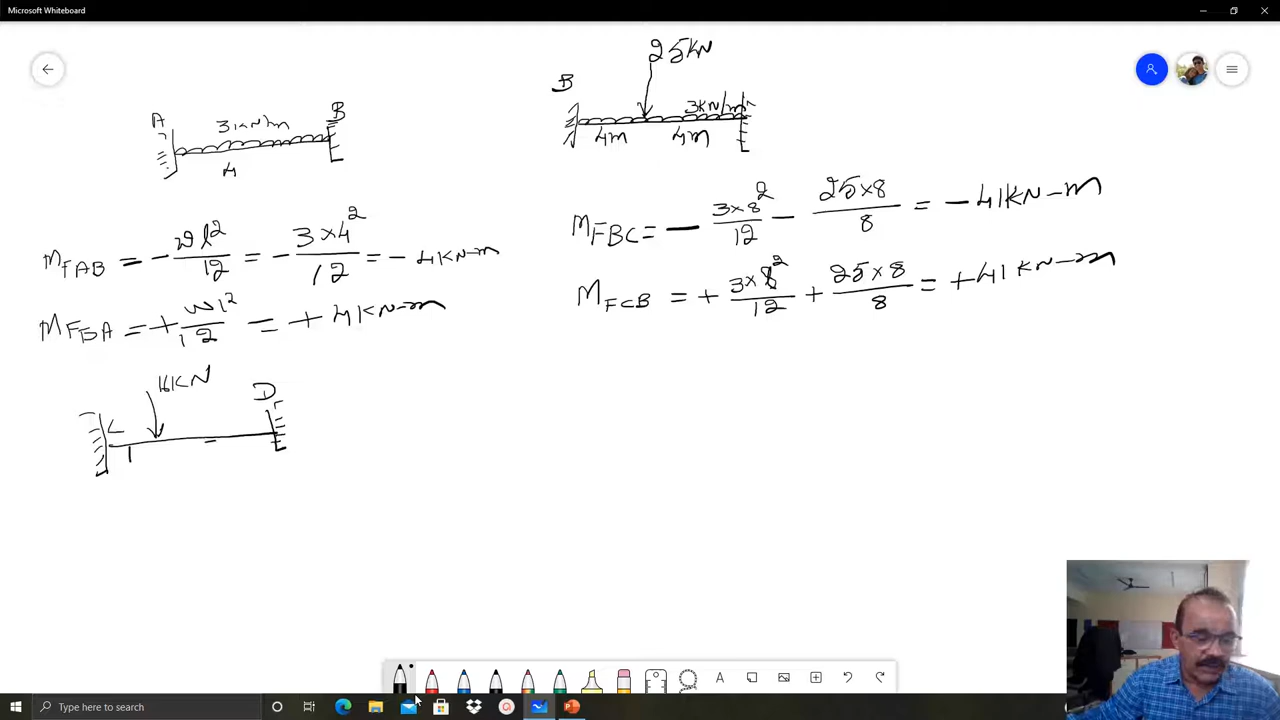 Microsoft Whiteboard
25KN
B
3KN/m
4m 4m
A B
3KN/m
4
MFAB = -wl²/12 = -3×4²/12 = -4KN-m
MFBA = +wl²/12 = +4KN-m
MFBC = -3×8²/12 - 25×8/8 = -41KN-m
MFCB = +3×8²/12 + 25×8/8 = +41KN-m
16KN
C D
A
Type here to search